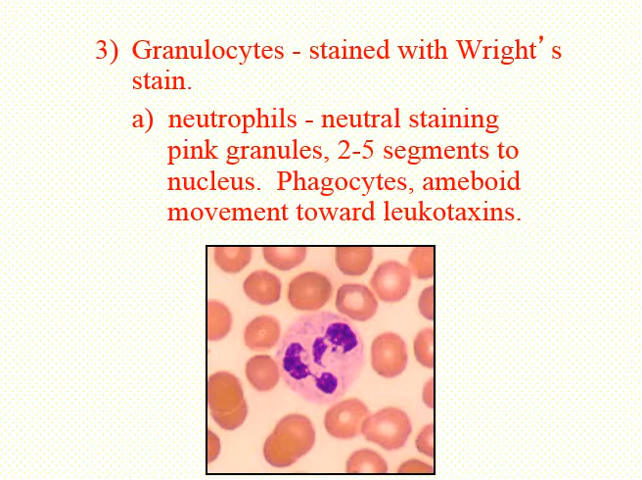 3) Granulocytes - stained with Wright’s
stain.
a) neutrophils - neutral staining
pink granules, 2-5 segments to
nucleus. Phagocytes, ameboid
movement toward leukotaxins.